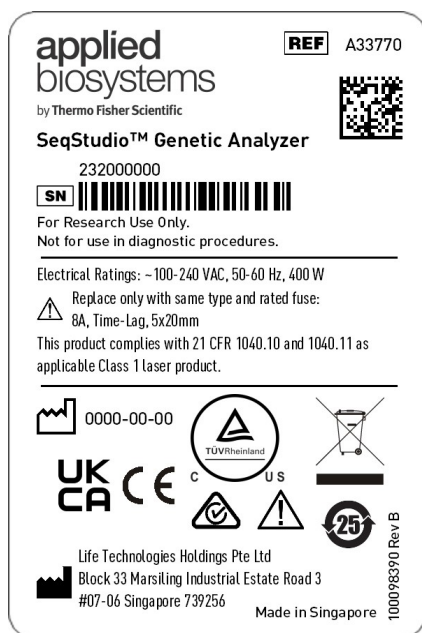 applied
biosystems
by Thermo Fisher Scientific
REF A33770
SeqStudio™ Genetic Analyzer
232000000
SN
For Research Use Only.
Not for use in diagnostic procedures.
Electrical Ratings: ~100-240 VAC, 50-60 Hz, 400 W
Replace only with same type and rated fuse:
8A, Time-Lag, 5x20mm
This product complies with 21 CFR 1040.10 and 1040.11 as
applicable Class 1 laser product.
0000-00-00
TÜVRheinland
C US
UK
CA
CE
25
Life Technologies Holdings Pte Ltd
Block 33 Marsiling Industrial Estate Road 3
#07-06 Singapore 739256
Made in Singapore
100098390 Rev B